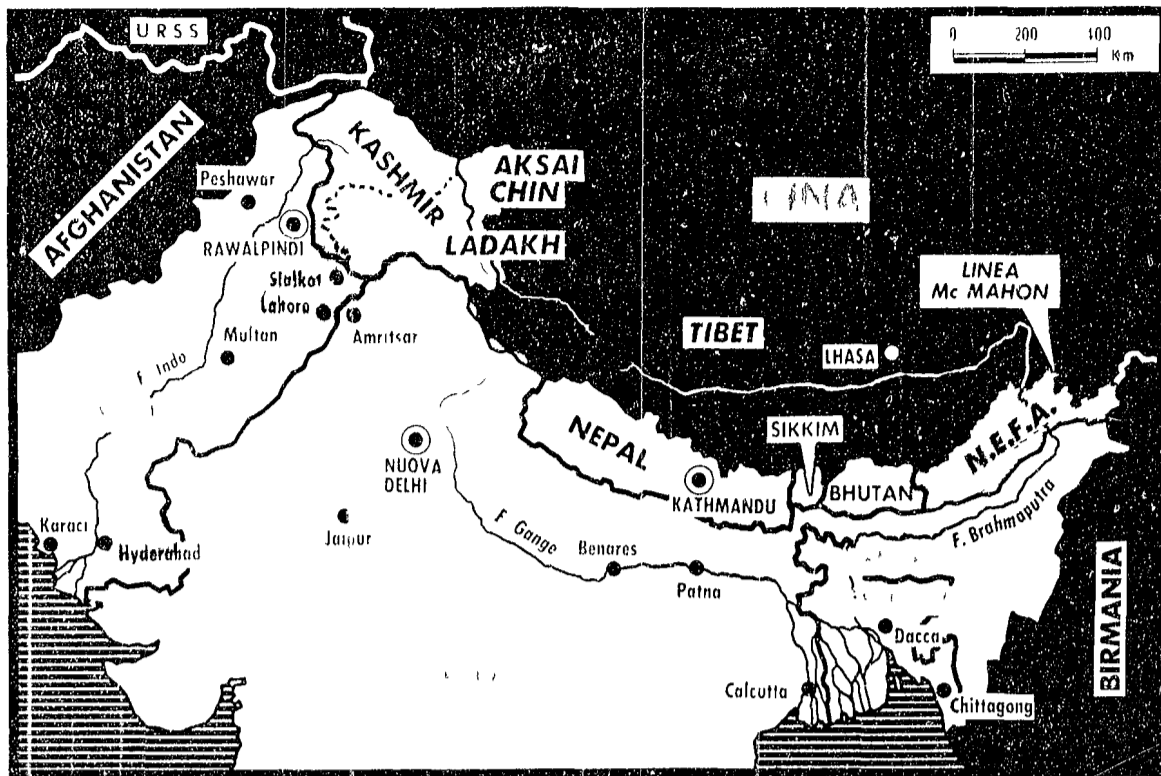 URSS
0 200 400
Km
AFGHANISTAN
KASHMIR
AKSAI
CHIN
Peshawar
RAWALPINDI
LADAKH
LINEA
Mc MAHON
Sialkot
Lahora
Amritsar
Multan
F. Indo
TIBET
LHASA
NEPAL
SIKKIM
N.E.F.A.
NUOVA
DELHI
KATHMANDU
BHUTAN
F. Brahmaputra
Karaci
Hyderabad
Jaipur
F. Gange
Benares
Patna
Dacca
BIRMANIA
Calcutta
Chittagong